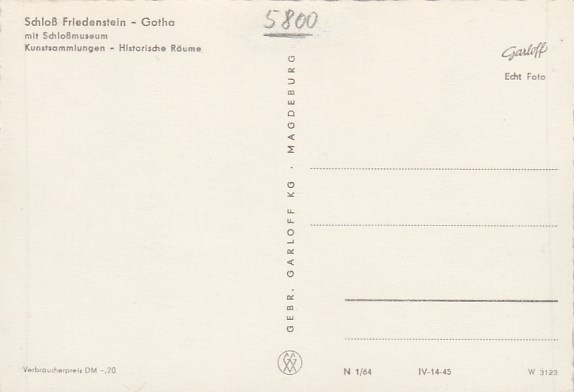 Schloß Friedenstein - Gotha
mit Schloßmuseum
Kunstsammlungen - Historische Räume
5800
Garloff
Echt Foto
GEBR. GARLOFF KG · MAGDEBURG
Verbraucherpreis DM -,20
N 1/64 IV-14-45 W 3123